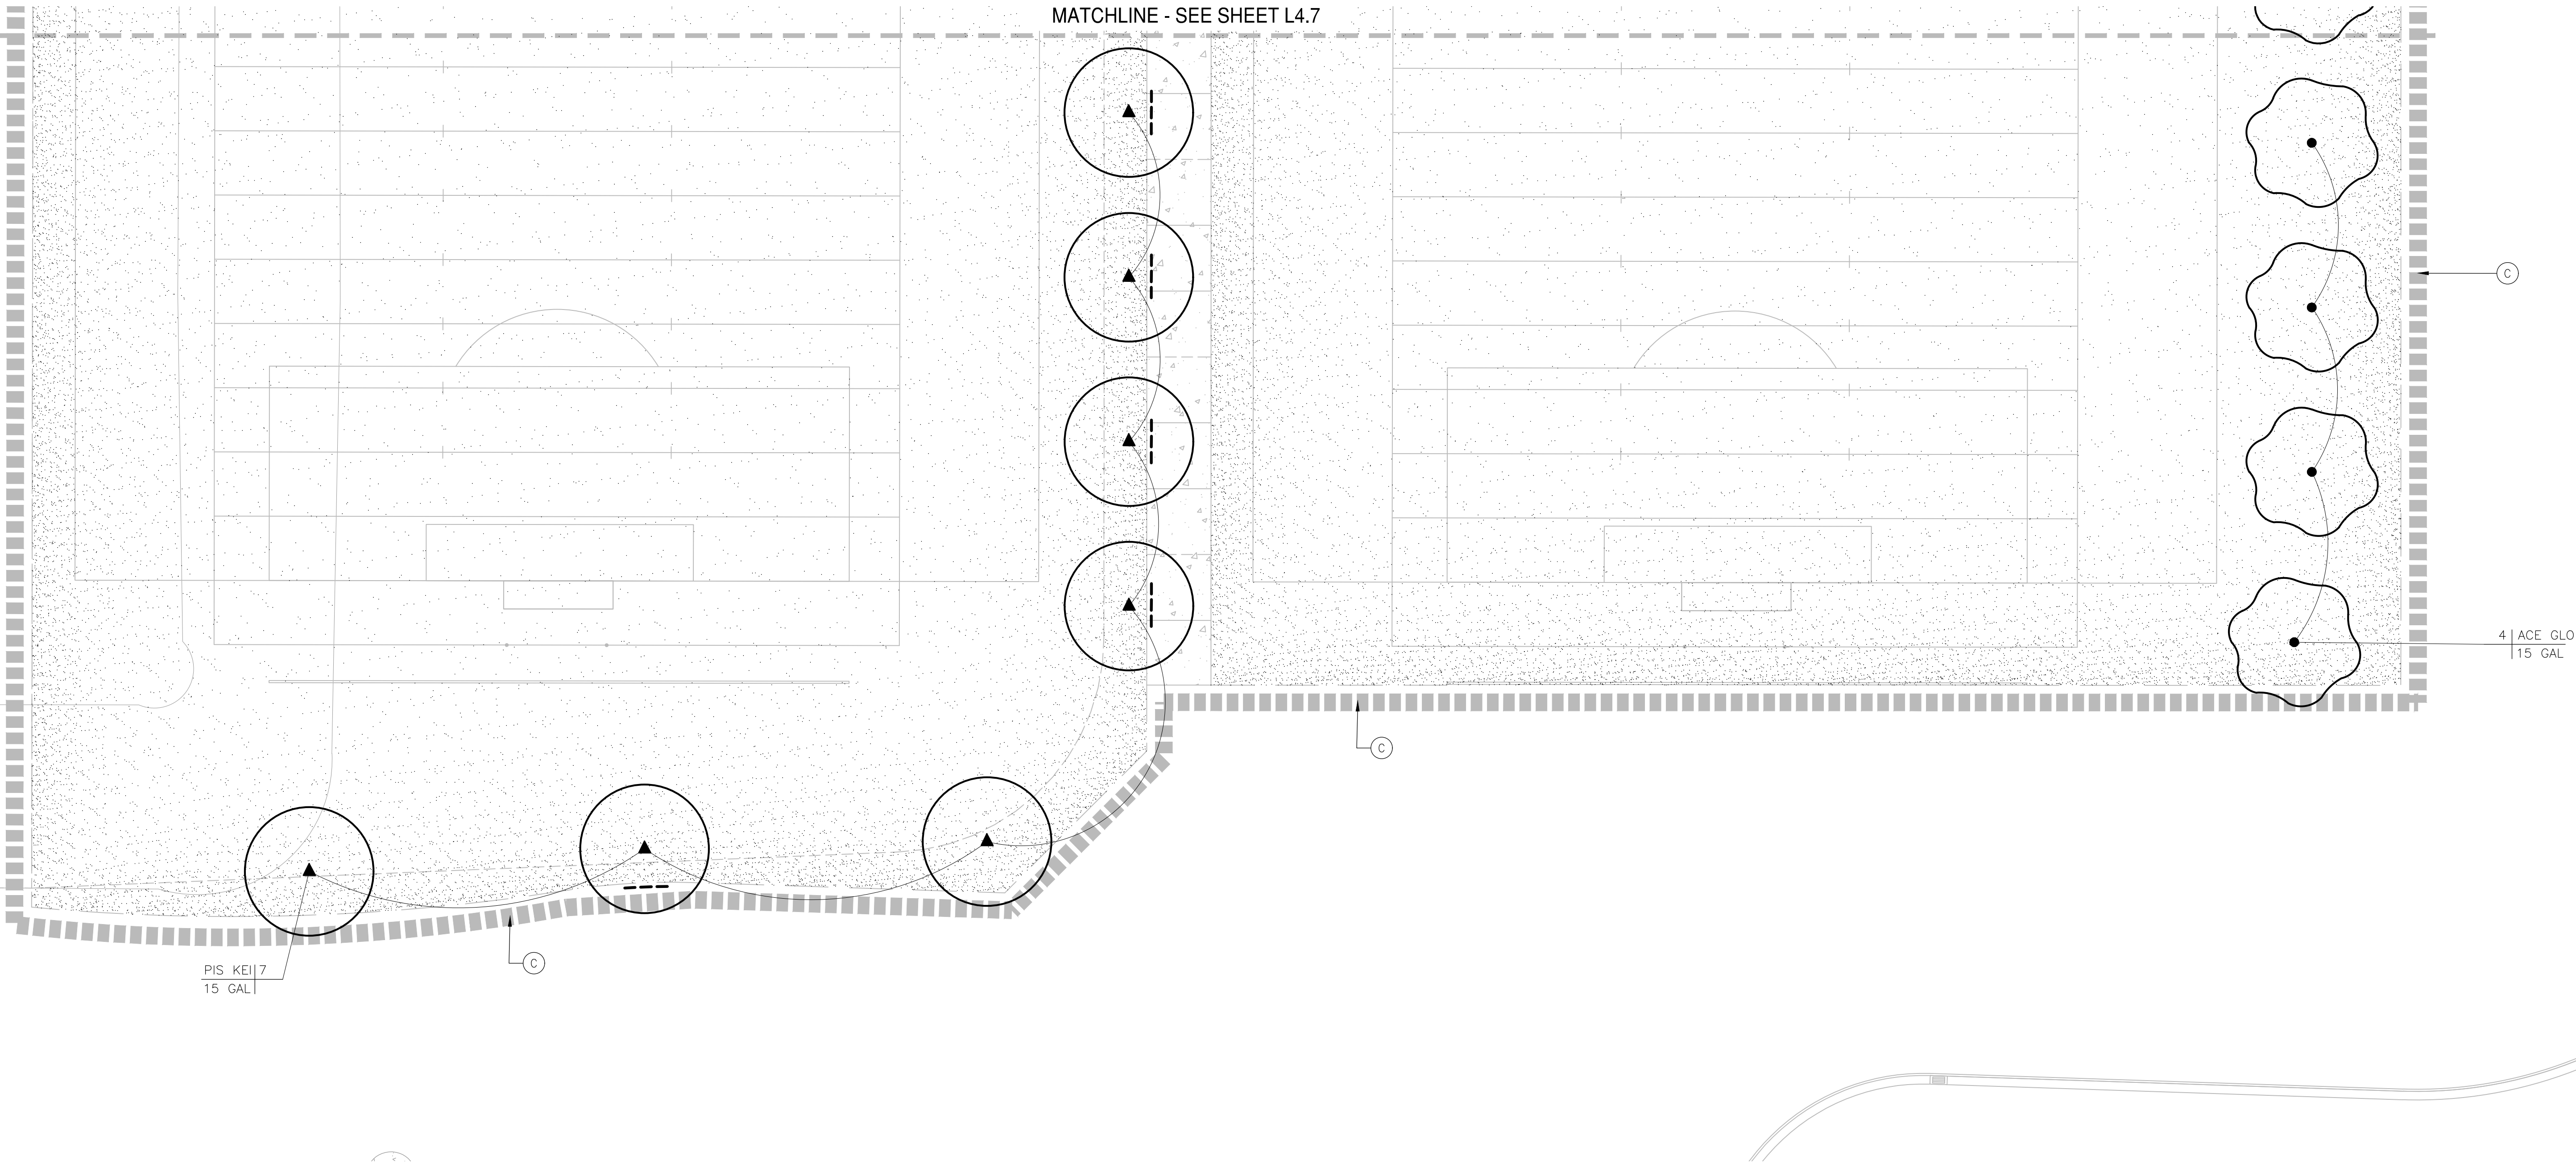 MATCHLINE - SEE SHEET L4.7
C
4 ACE GLO
15 GAL
C
C
PIS KEI 7
15 GAL